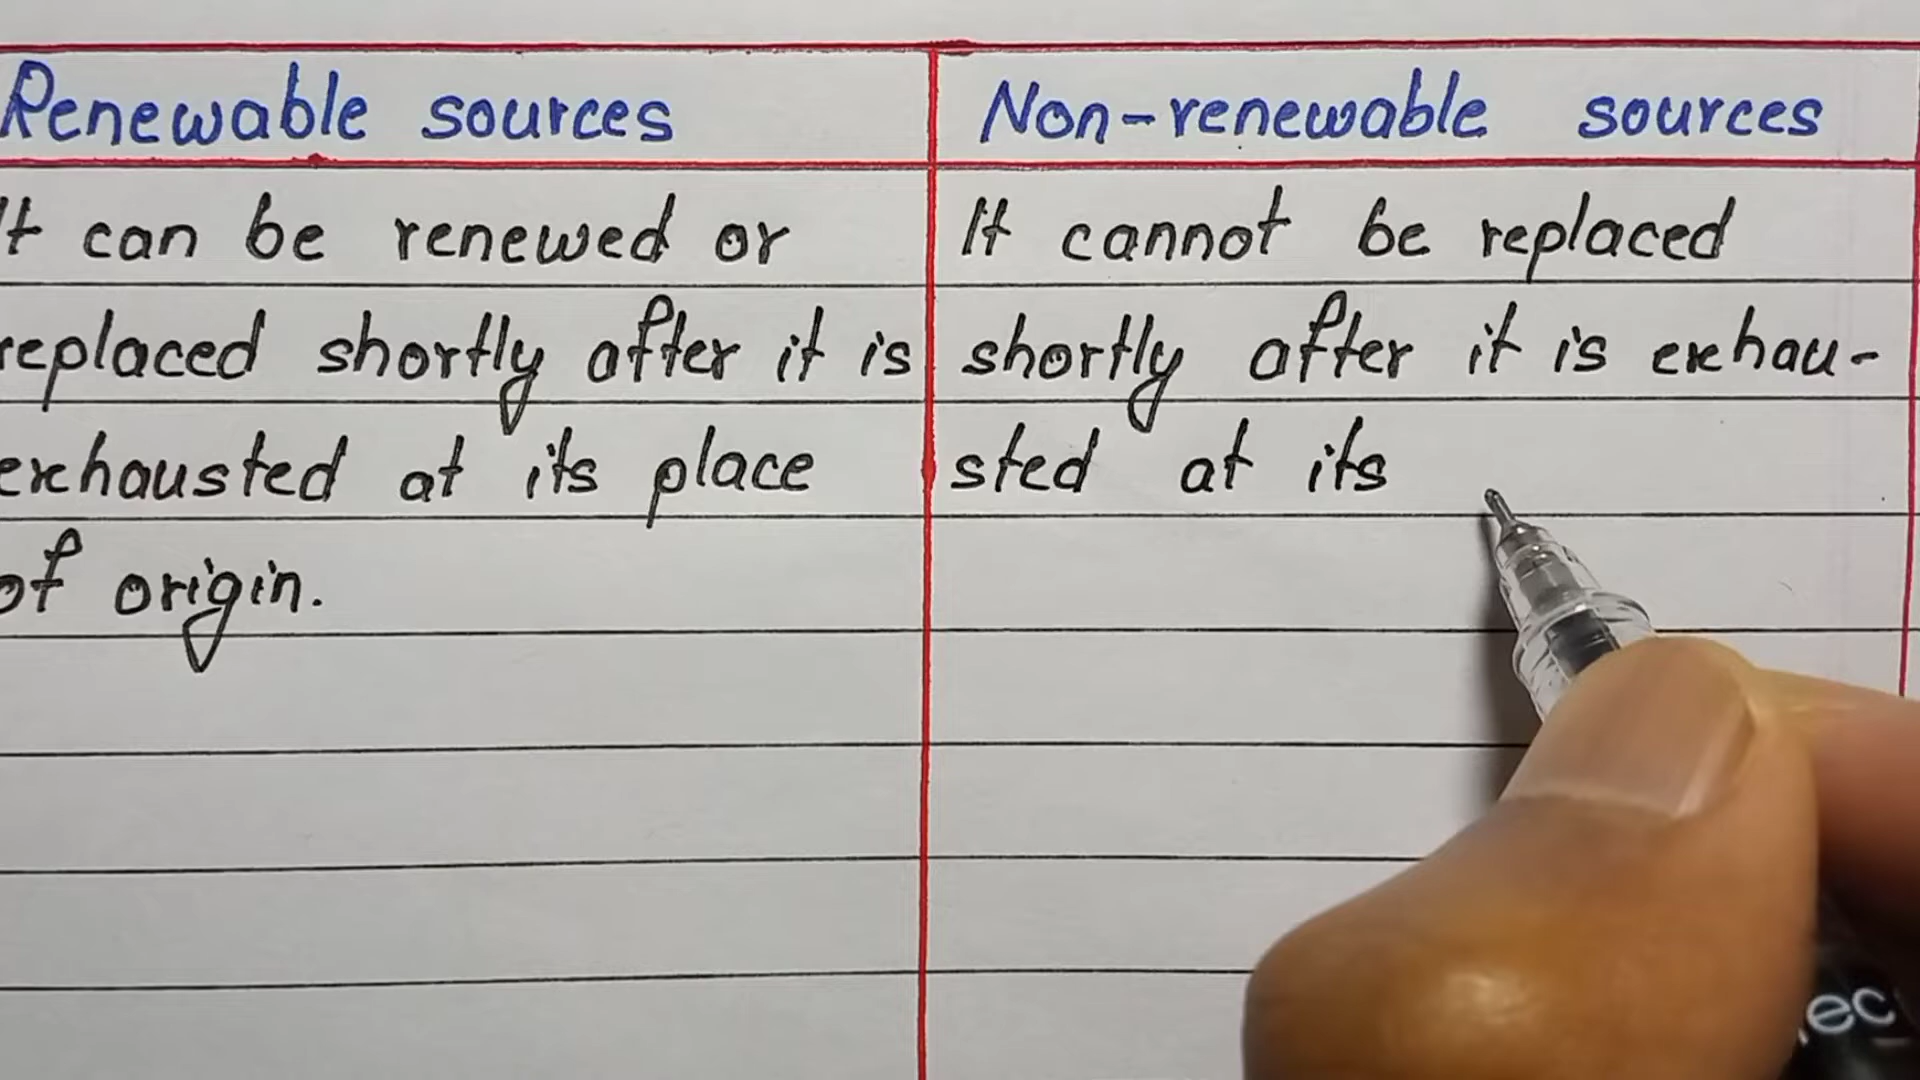 Renewable sources
It can be renewed or
replaced shortly after it is
exhausted at its place
of origin.
Non-renewable sources
It cannot be replaced
shortly after it is exhau-
sted at its